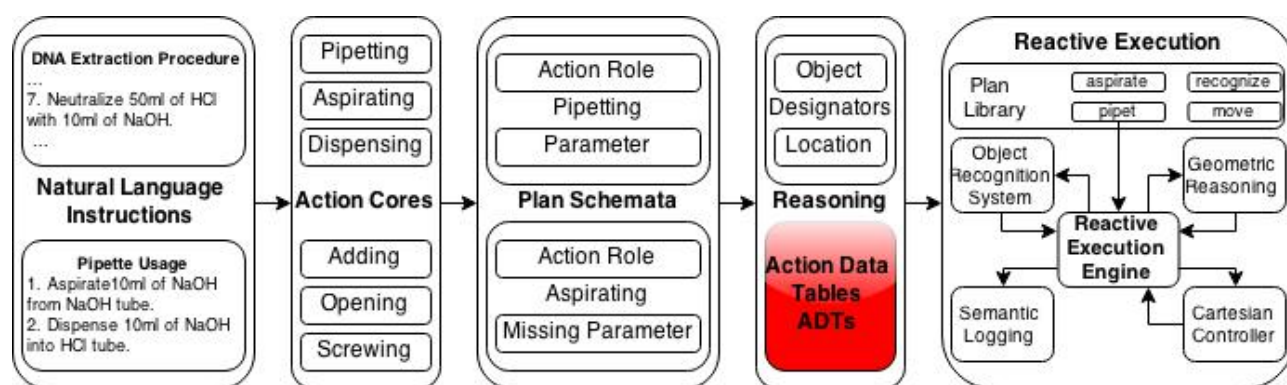 DNA Extraction Procedure
...
7. Neutralize 50ml of HCl
with 10ml of NaOH.
...
Natural Language
Instructions
Pipette Usage
1. Aspirate10ml of NaOH
from NaOH tube.
2. Dispense 10ml of NaOH
into HCl tube.
Pipetting
Aspirating
Dispensing
Action Cores
Adding
Opening
Screwing
Action Role
Pipetting
Parameter
Plan Schemata
Action Role
Aspirating
Missing Parameter
Object
Designators
Location
Reasoning
Action Data
Tables
ADTs
Reactive Execution
Plan
Library
aspirate
recognize
pipet
move
Object
Recognition
System
Geometric
Reasoning
Reactive
Execution
Engine
Semantic
Logging
Cartesian
Controller